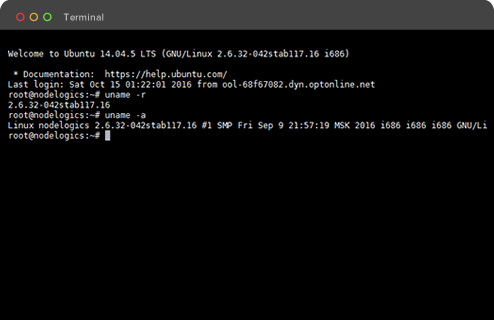 Terminal
Welcome to Ubuntu 14.04.5 LTS (GNU/Linux 2.6.32-042stab117.16 i686)
* Documentation:  https://help.ubuntu.com/
Last login: Sat Oct 15 01:22:01 2016 from ool-68f67082.dyn.optonline.net
root@nodelogics:~# uname -r
2.6.32-042stab117.16
root@nodelogics:~# uname -a
Linux nodelogics 2.6.32-042stab117.16 #1 SMP Fri Sep 9 21:57:19 MSK 2016 i686 i686 i686 GNU/Li
root@nodelogics:~#